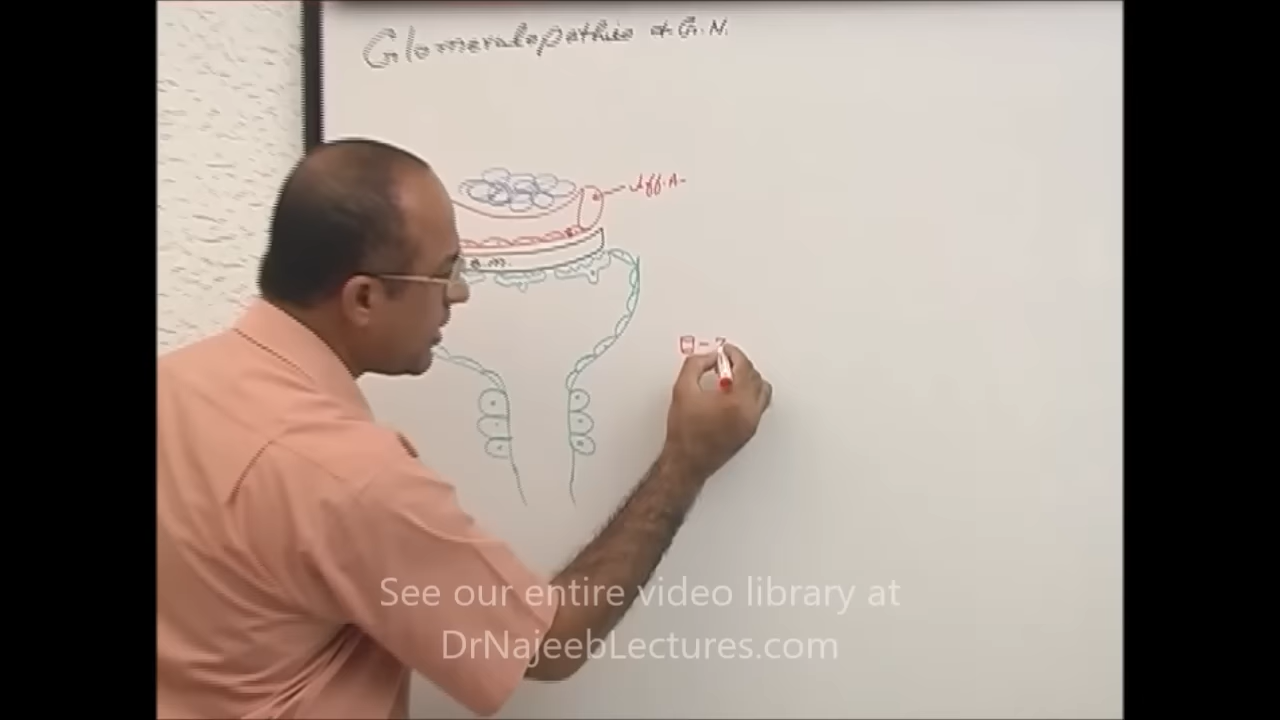 Glomerulopathies & G.N.
Aff.A.
B.M.
See our entire video library at
DrNajeebLectures.com